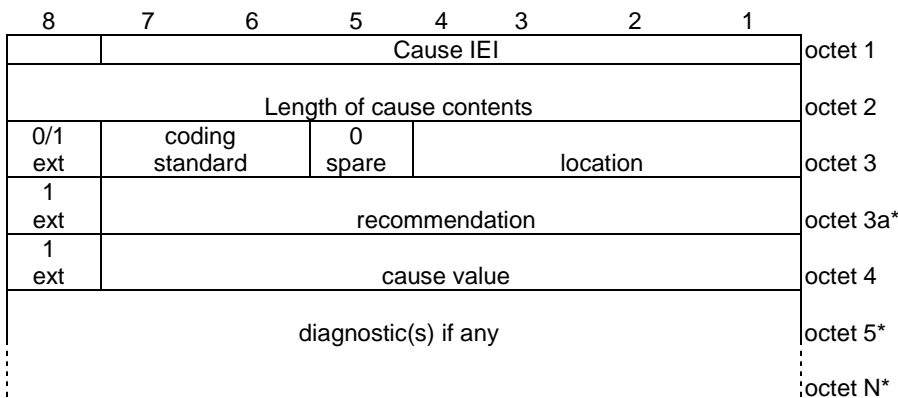 8 7 6 5 4 3 2 1
Cause IEI octet 1
Length of cause contents octet 2
0/1 coding 0
ext standard spare location octet 3
1
ext recommendation octet 3a*
1
ext cause value octet 4
diagnostic(s) if any octet 5*
octet N*